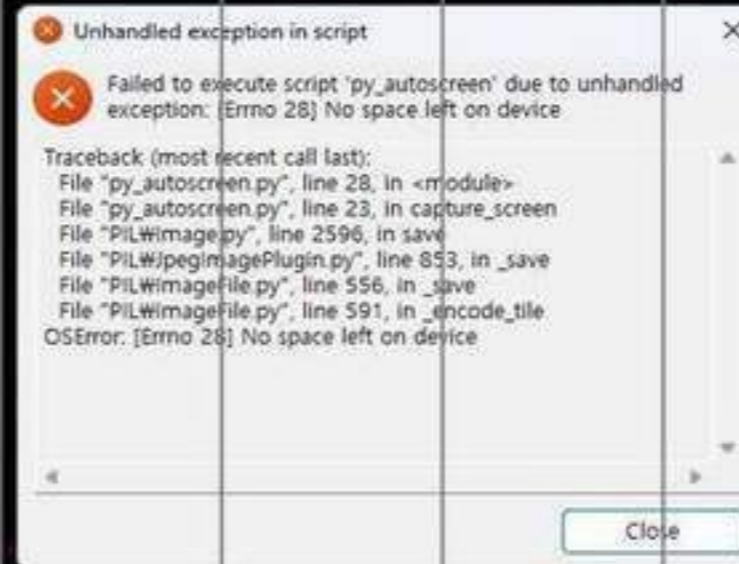 Unhandled exception in script
Failed to execute script 'py_autoscreen' due to unhandled
exception: [Errno 28] No space left on device
Traceback (most recent call last):
File "py_autoscreen.py", line 28, in <module>
File "py_autoscreen.py", line 23, in capture_screen
File "PIL₩Image.py", line 2596, in save
File "PIL₩JpegImagePlugin.py", line 853, in _save
File "PIL₩ImageFile.py", line 556, in _save
File "PIL₩ImageFile.py", line 591, in _encode_tile
OSError: [Errno 28] No space left on device
Close